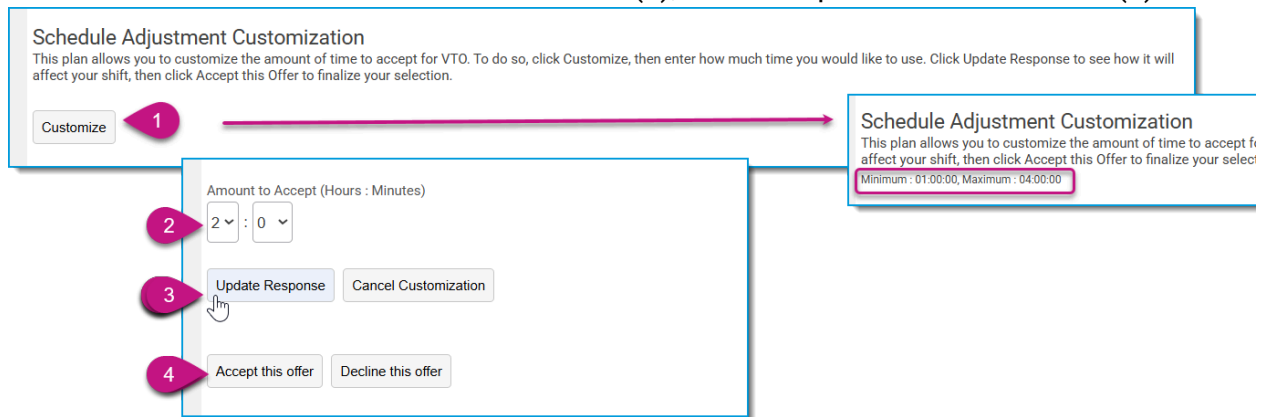 Schedule Adjustment Customization
This plan allows you to customize the amount of time to accept for VTO. To do so, click Customize, then enter how much time you would like to use. Click Update Response to see how it will
affect your shift, then click Accept this Offer to finalize your selection.
Customize
1
Schedule Adjustment Customization
This plan allows you to customize the amount of time to accept
affect your shift, then click Accept this Offer to finalize your
Minimum : 01:00:00, Maximum : 04:00:00
Amount to Accept (Hours : Minutes)
2
2 : 0
3
Update Response Cancel Customization
4
Accept this offer Decline this offer